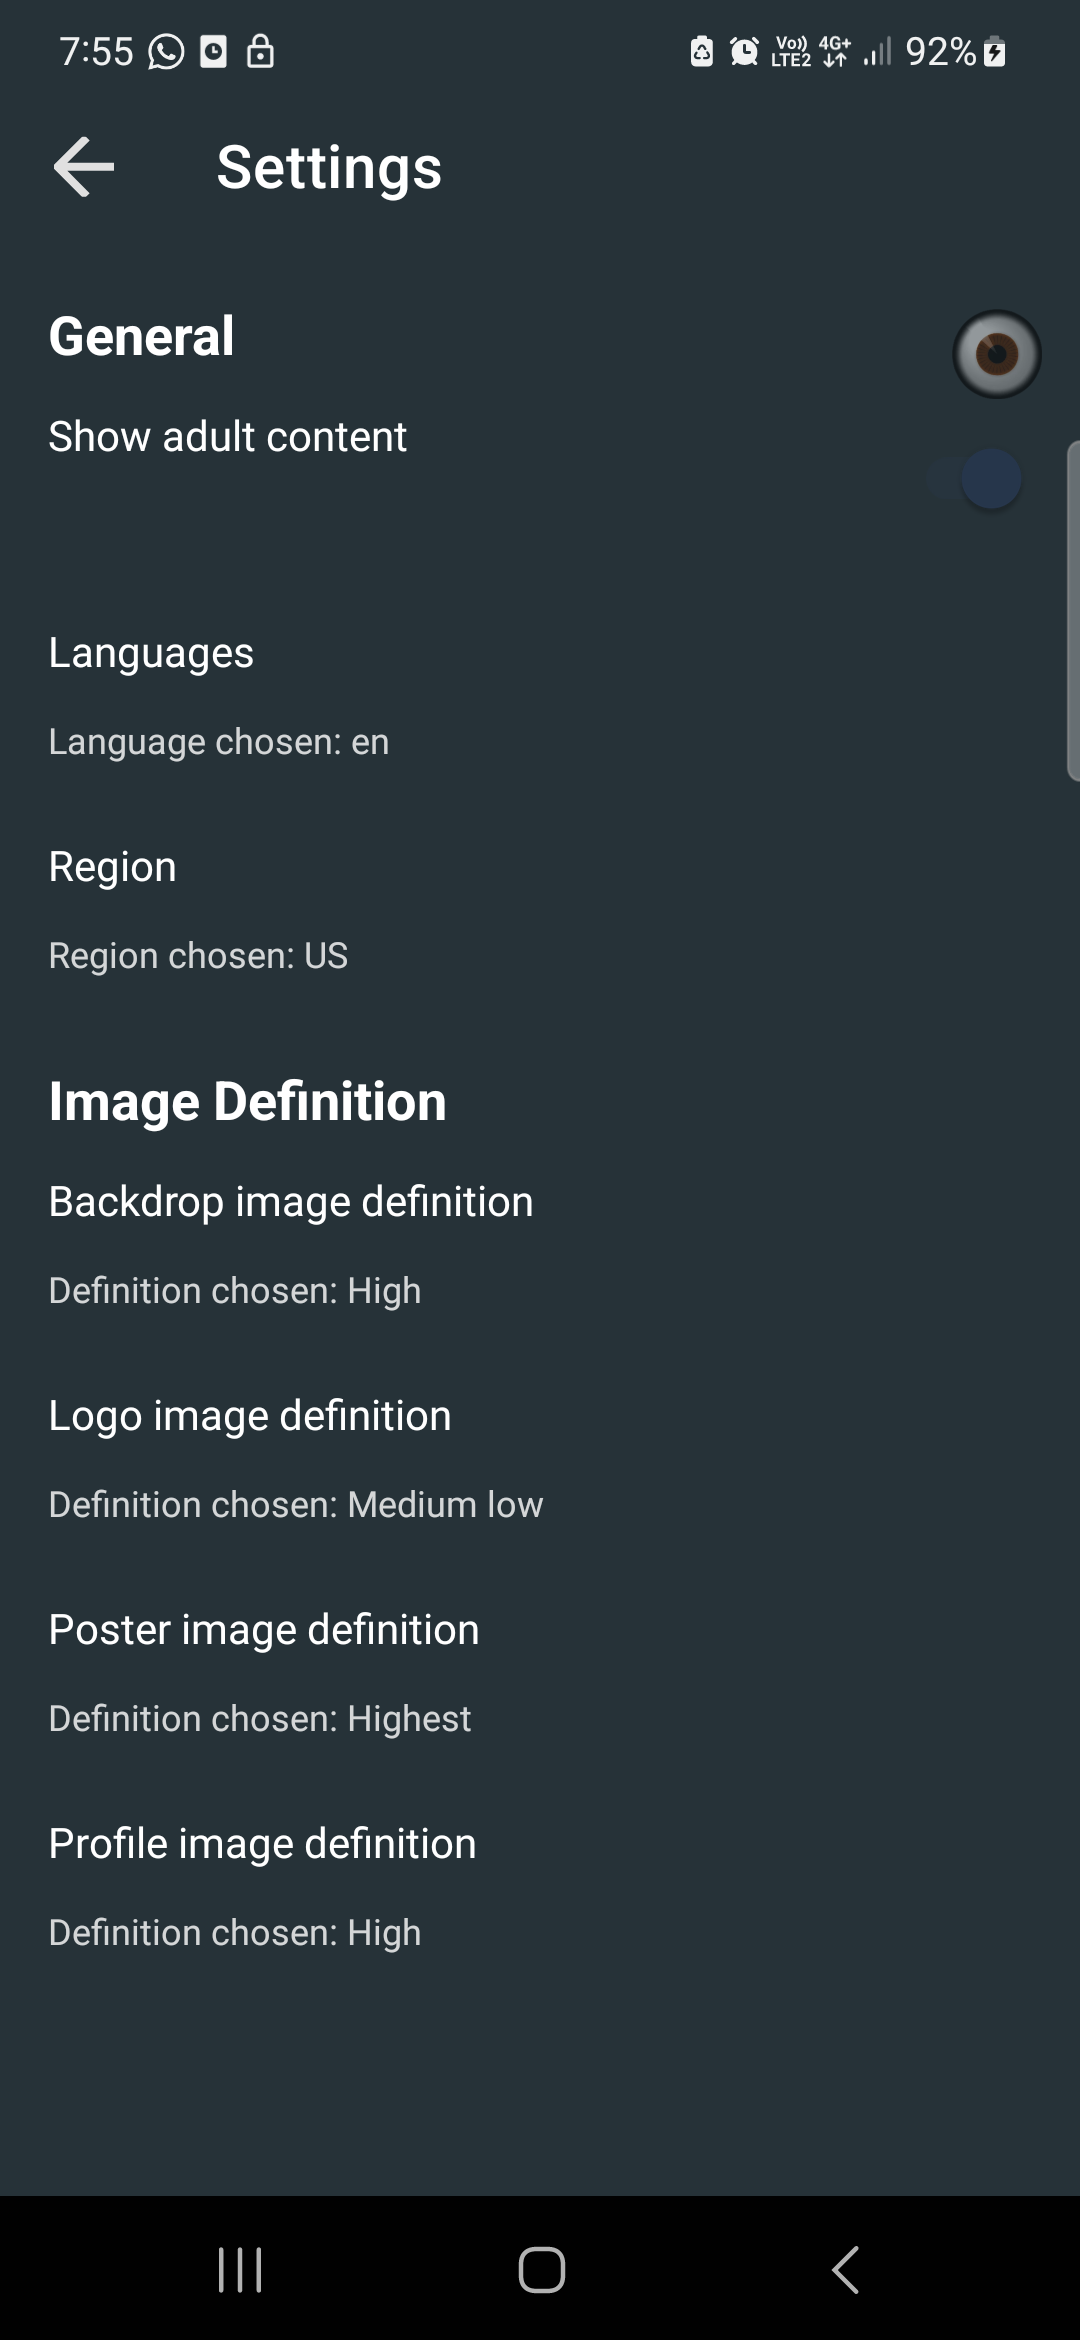 7:55 Vo)) LTE2 4G+ 92%
Settings
General
Show adult content
Languages
Language chosen: en
Region
Region chosen: US
Image Definition
Backdrop image definition
Definition chosen: High
Logo image definition
Definition chosen: Medium low
Poster image definition
Definition chosen: Highest
Profile image definition
Definition chosen: High